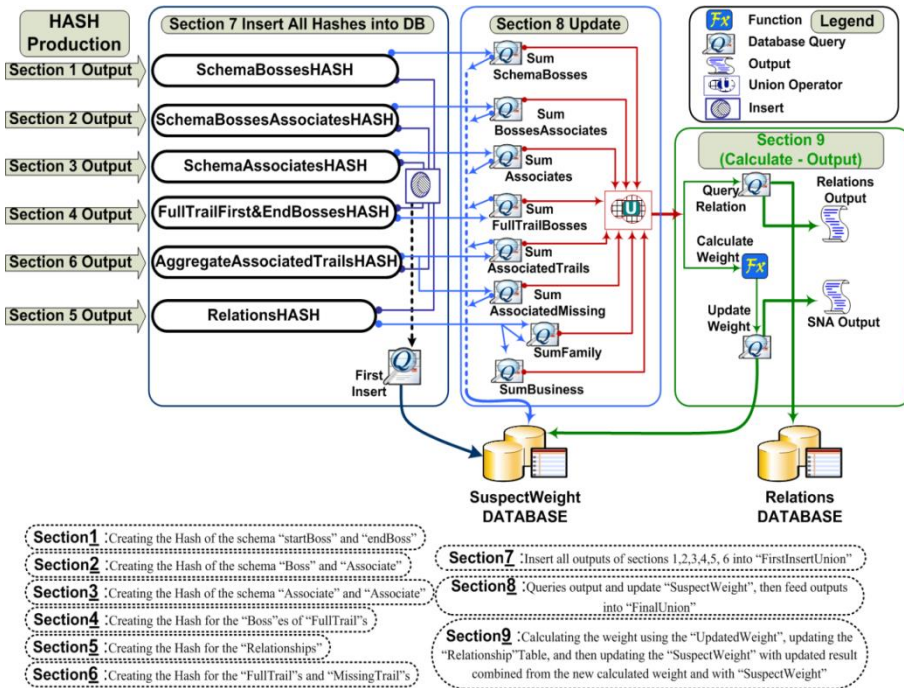 HASH
Production
Section 7 Insert All Hashes into DB
Section 8 Update
Legend
Function
Database Query
Output
Union Operator
Insert
Section 1 Output
SchemaBossesHASH
Sum
SchemaBosses
Section 2 Output
SchemaBossesAssociatesHASH
Sum
BossesAssociates
Section 3 Output
SchemaAssociatesHASH
Sum
Associates
Section 4 Output
FullTrailFirst&EndBossesHASH
Sum
FullTrailBosses
Section 6 Output
AggregateAssociatedTrailsHASH
Sum
AssociatedTrails
Sum
AssociatedMissing
Section 5 Output
RelationsHASH
SumFamily
SumBusiness
First
Insert
U
Section 9
(Calculate - Output)
Query
Relation
Relations
Output
Calculate
Weight
Fx
Update
Weight
SNA Output
SuspectWeight
DATABASE
Relations
DATABASE
Section1 :Creating the Hash of the schema “startBoss” and “endBoss”
Section2 :Creating the Hash of the schema “Boss” and “Associate”
Section3 :Creating the Hash of the schema “Associate” and “Associate”
Section4 :Creating the Hash for the “Boss”es of “FullTrail”s
Section5 :Creating the Hash for the “Relationships”
Section6 :Creating the Hash for the “FullTrail”s and “MissingTrail”s
Section7 :Insert all outputs of sections 1,2,3,4,5, 6 into “FirstInsertUnion”
Section8 :Queries output and update “SuspectWeight”, then feed outputs
into “FinalUnion”
Section9 :Calculating the weight using the “UpdatedWeight”, updating the
“Relationship”Table, and then updating the “SuspectWeight” with updated result
combined from the new calculated weight and with “SuspectWeight”